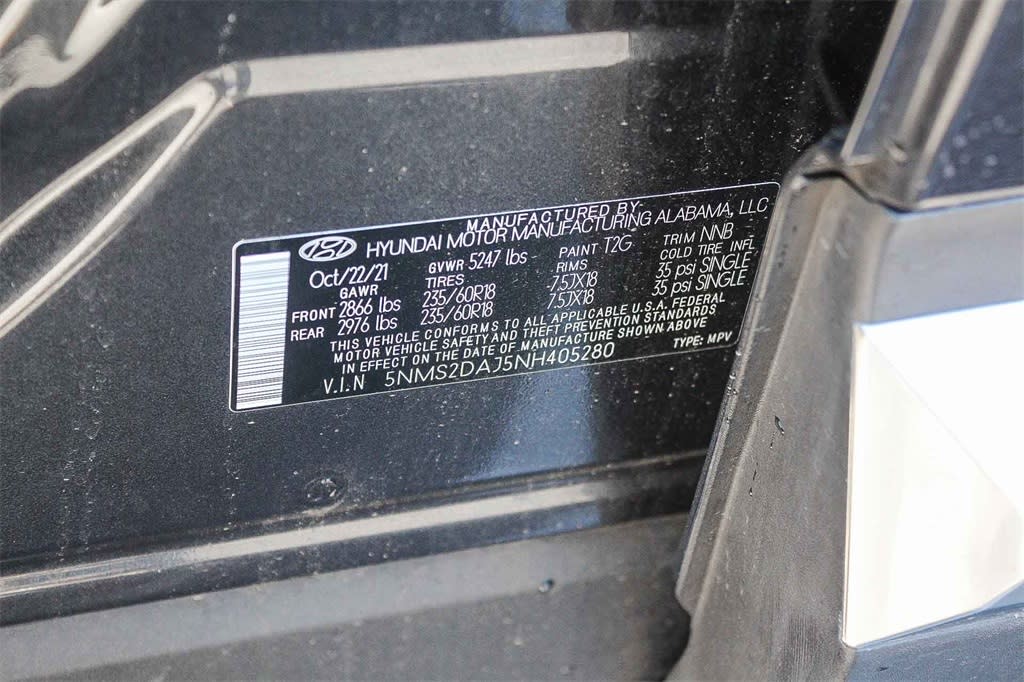 MANUFACTURED BY
HYUNDAI MOTOR MANUFACTURING ALABAMA, LLC
Oct/22/21 GVWR 5247 lbs PAINT T2G TRIM NNB
GAWR TIRES RIMS COLD TIRE INFL
FRONT 2866 lbs 235/60R18 7.5JX18 35 psi SINGLE
REAR 2976 lbs 235/60R18 7.5JX18 35 psi SINGLE
THIS VEHICLE CONFORMS TO ALL APPLICABLE U.S.A. FEDERAL
MOTOR VEHICLE SAFETY AND THEFT PREVENTION STANDARDS
IN EFFECT ON THE DATE OF MANUFACTURE SHOWN ABOVE
V.I.N 5NMS2DAJ5NH405280 TYPE: MPV